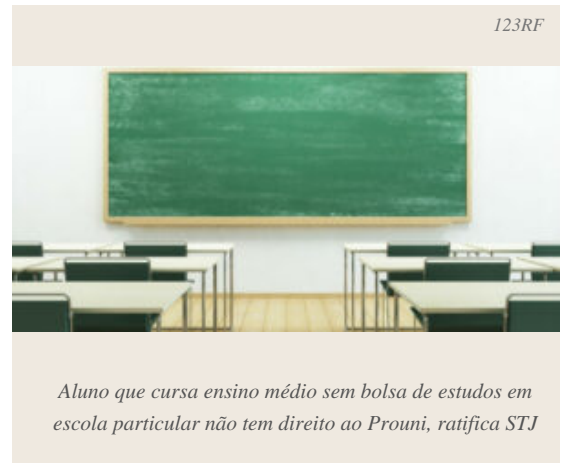 123RF
Aluno que cursa ensino médio sem bolsa de estudos em
escola particular não tem direito ao Prouni, ratifica STJ